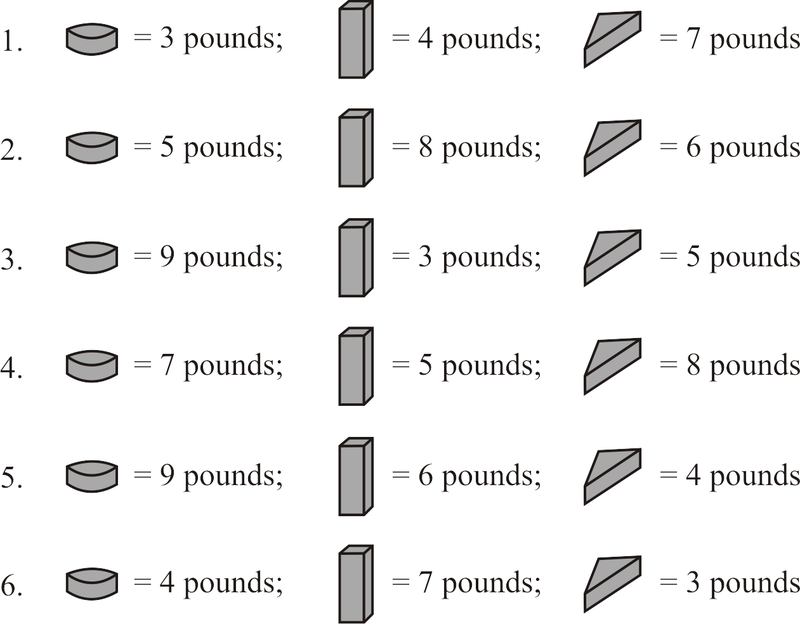 1. = 3 pounds; = 4 pounds; = 7 pounds
2. = 5 pounds; = 8 pounds; = 6 pounds
3. = 9 pounds; = 3 pounds; = 5 pounds
4. = 7 pounds; = 5 pounds; = 8 pounds
5. = 9 pounds; = 6 pounds; = 4 pounds
6. = 4 pounds; = 7 pounds; = 3 pounds